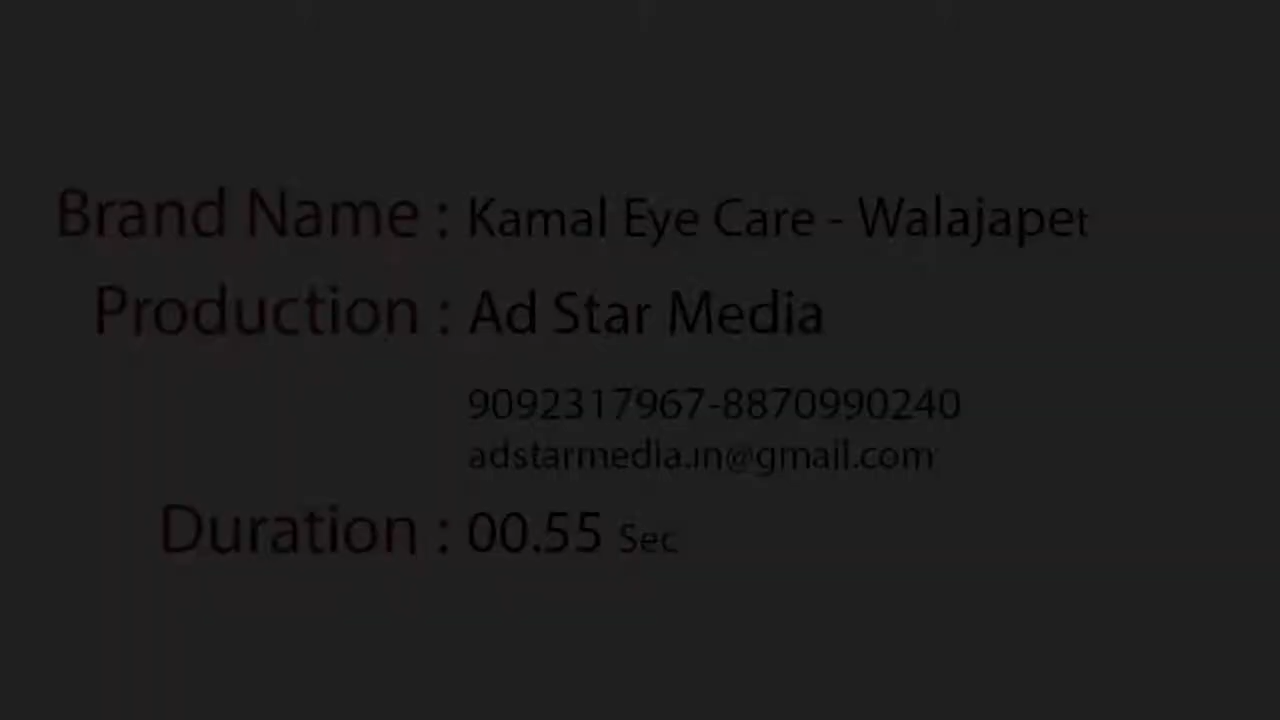 Brand Name : Kamal Eye Care - Walajapet
Production : Ad Star Media
9092317967-8870990240
adstarmedia.in@gmail.com
Duration : 00.55 Sec